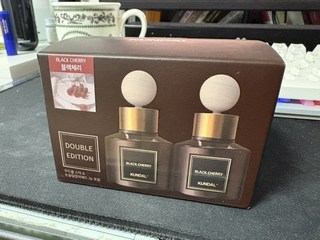 BLACK CHERRY
블랙체리
DOUBLE
EDITION
BLACK CHERRY
KUNDAL
BLACK CHERRY
KUNDAL